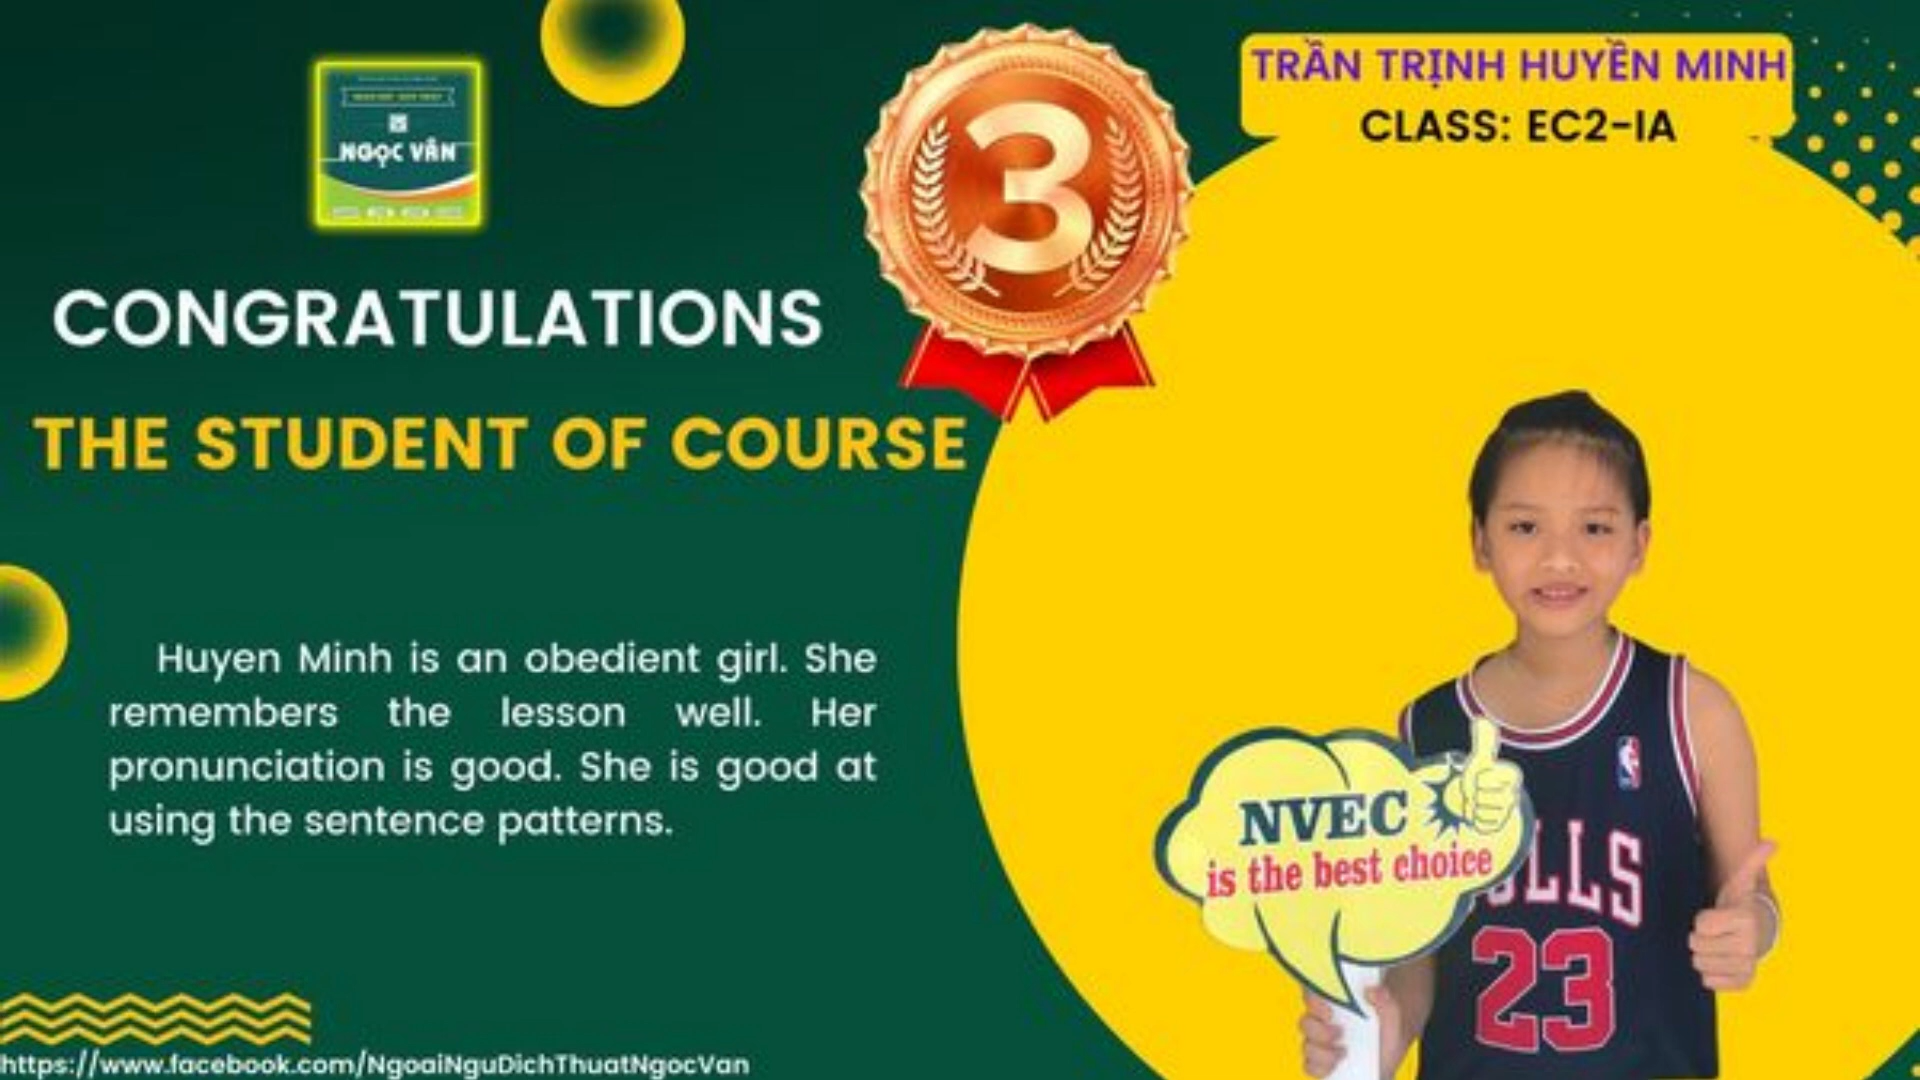 NGỌC VÂN
3
TRẦN TRỊNH HUYỀN MINH
CLASS: EC2-IA
CONGRATULATIONS
THE STUDENT OF COURSE
Huyen Minh is an obedient girl. She
remembers the lesson well. Her
pronunciation is good. She is good at
using the sentence patterns.
NVEC
is the best choice
LLS
23
https://www.facebook.com/NgoaiNguDichThuatNgocVan